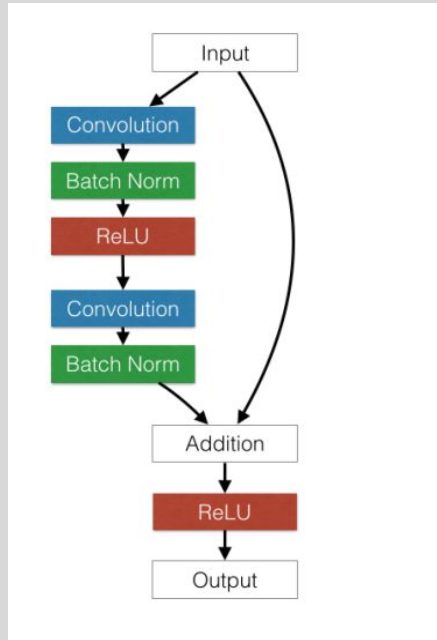 Input
Convolution
Batch Norm
ReLU
Convolution
Batch Norm
Addition
ReLU
Output